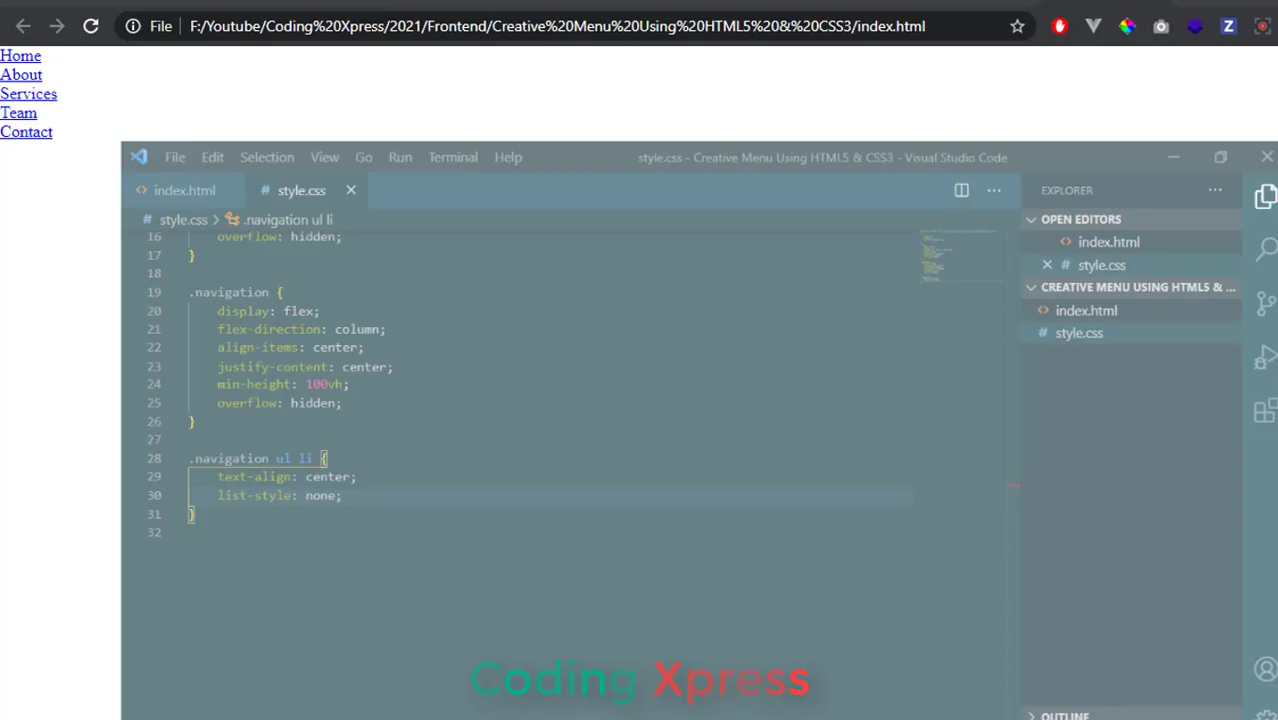 File F:/Youtube/Coding%20Xpress/2021/Frontend/Creative%20Menu%20Using%20HTML5%20&%20CSS3/index.html
Home
About
Services
Team
Contact
File Edit Selection View Go Run Terminal Help style.css - Creative Menu Using HTML5 & CSS3 - Visual Studio Code
index.html # style.css EXPLORER
# style.css > .navigation ul li
OPEN EDITORS
index.html
# style.css
CREATIVE MENU USING HTML5 & ...
index.html
# style.css
16 overflow: hidden;
17 }
18
19 .navigation {
20 display: flex;
21 flex-direction: column;
22 align-items: center;
23 justify-content: center;
24 min-height: 100vh;
25 overflow: hidden;
26 }
27
28 .navigation ul li {
29 text-align: center;
30 list-style: none;
31 }
32
Coding Xpress
OUTLINE